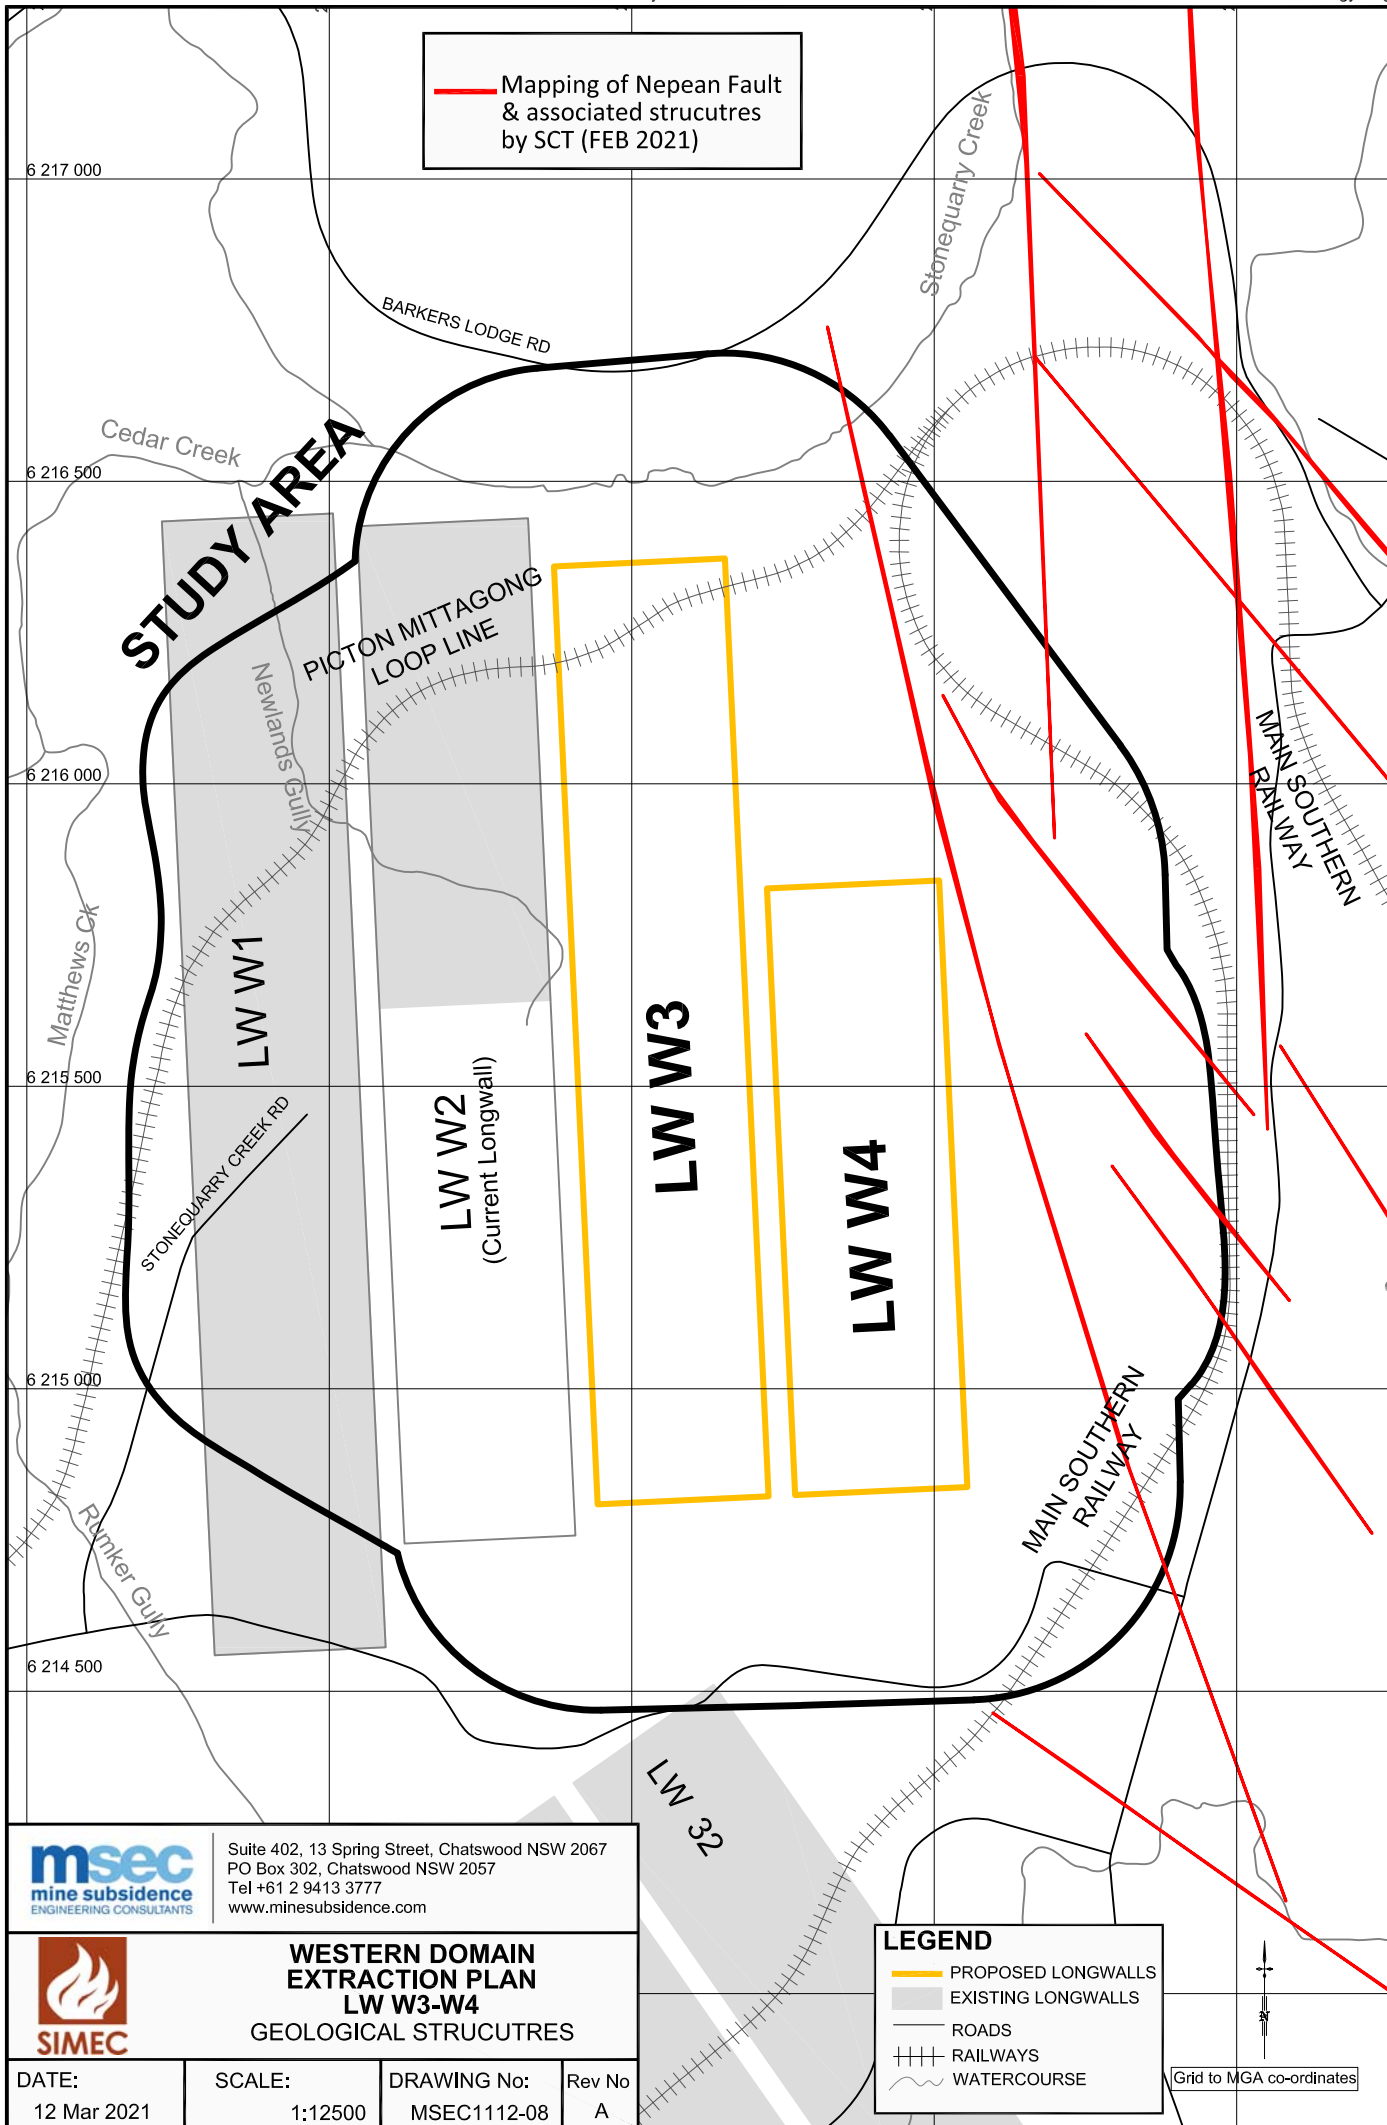 Mapping of Nepean Fault
& associated strucutres
by SCT (FEB 2021)
6 217 000
Stonequarry Creek
BARKERS LODGE RD
Cedar Creek
6 216 500
STUDY AREA
PICTON MITTAGONG
LOOP LINE
Newlands Gully
MAIN SOUTHERN
RAILWAY
6 216 000
Matthews Ck
LW W1
LW W2
(Current Longwall)
LW W3
LW W4
6 215 500
STONEQUARRY CREEK RD
6 215 000
MAIN SOUTHERN
RAILWAY
Rumker Gully
6 214 500
LW 32
msec
mine subsidence
ENGINEERING CONSULTANTS
Suite 402, 13 Spring Street, Chatswood NSW 2067
PO Box 302, Chatswood NSW 2057
Tel +61 2 9413 3777
www.minesubsidence.com
SIMEC
WESTERN DOMAIN
EXTRACTION PLAN
LW W3-W4
GEOLOGICAL STRUCUTRES
DATE:
12 Mar 2021
SCALE:
1:12500
DRAWING No:
MSEC1112-08
Rev No
A
LEGEND
PROPOSED LONGWALLS
EXISTING LONGWALLS
ROADS
RAILWAYS
WATERCOURSE
N
Grid to MGA co-ordinates